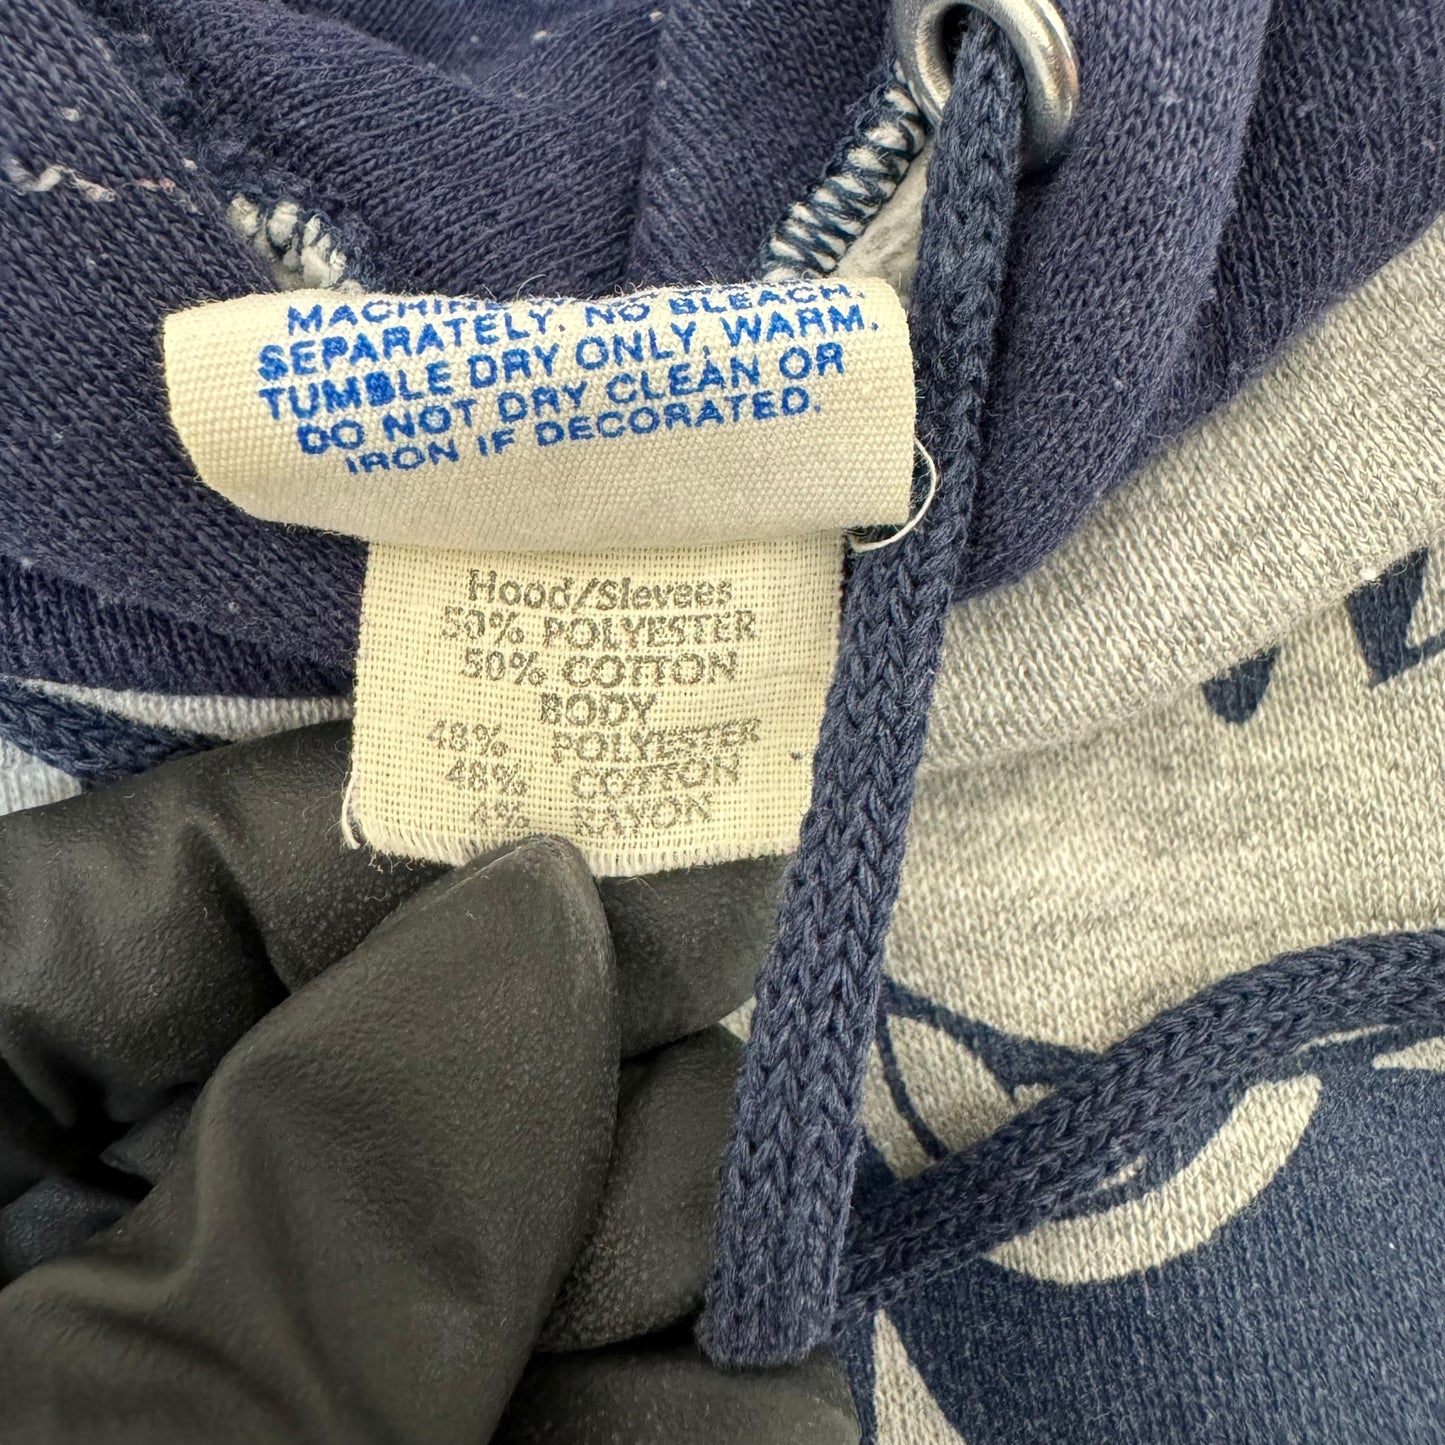 MACHINE
SEPARATELY. NO BLEACH.
TUMBLE DRY ONLY, WARM.
DO NOT DRY CLEAN OR
IRON IF DECORATED.
Hood/Slevees
50% POLYESTER
50% COTTON
BODY
48% POLYESTER
48% COTTON
4% RAYON